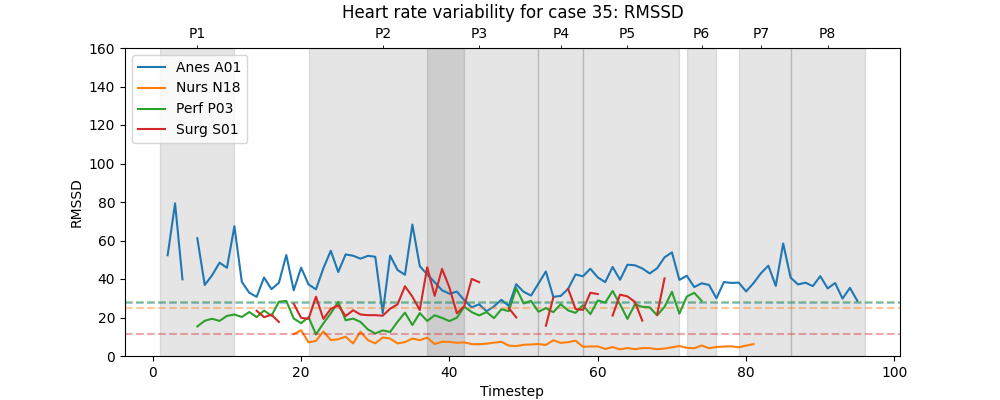 Heart rate variability for case 35: RMSSD
P1 P2 P3 P4 P5 P6 P7 P8
160
140
120
100
80
60
40
20
0
RMSSD
Anes A01
Nurs N18
Perf P03
Surg S01
0 20 40 60 80 100
Timestep